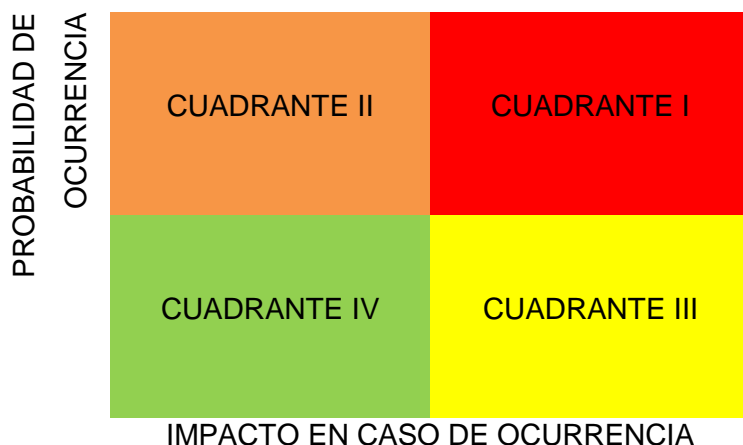 PROBABILIDAD DE
OCURRENCIA
CUADRANTE II
CUADRANTE I
CUADRANTE IV
CUADRANTE III
IMPACTO EN CASO DE OCURRENCIA